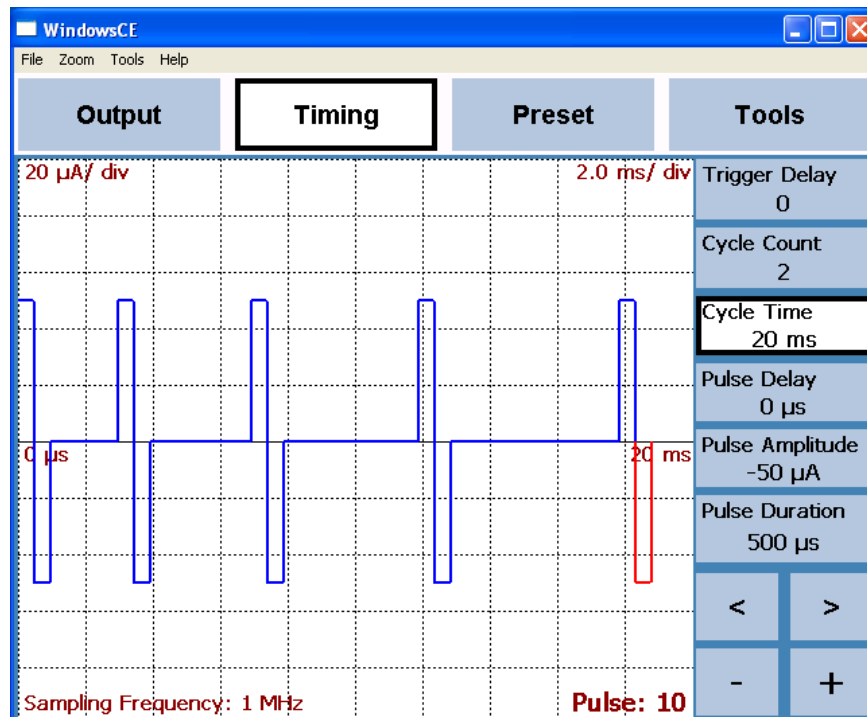 WindowsCE
File Zoom Tools Help
Output Timing Preset Tools
20 µA/ div 2.0 ms/ div
0 µs 20 ms
Sampling Frequency: 1 MHz Pulse: 10
Trigger Delay
0
Cycle Count
2
Cycle Time
20 ms
Pulse Delay
0 µs
Pulse Amplitude
-50 µA
Pulse Duration
500 µs
< >
- +